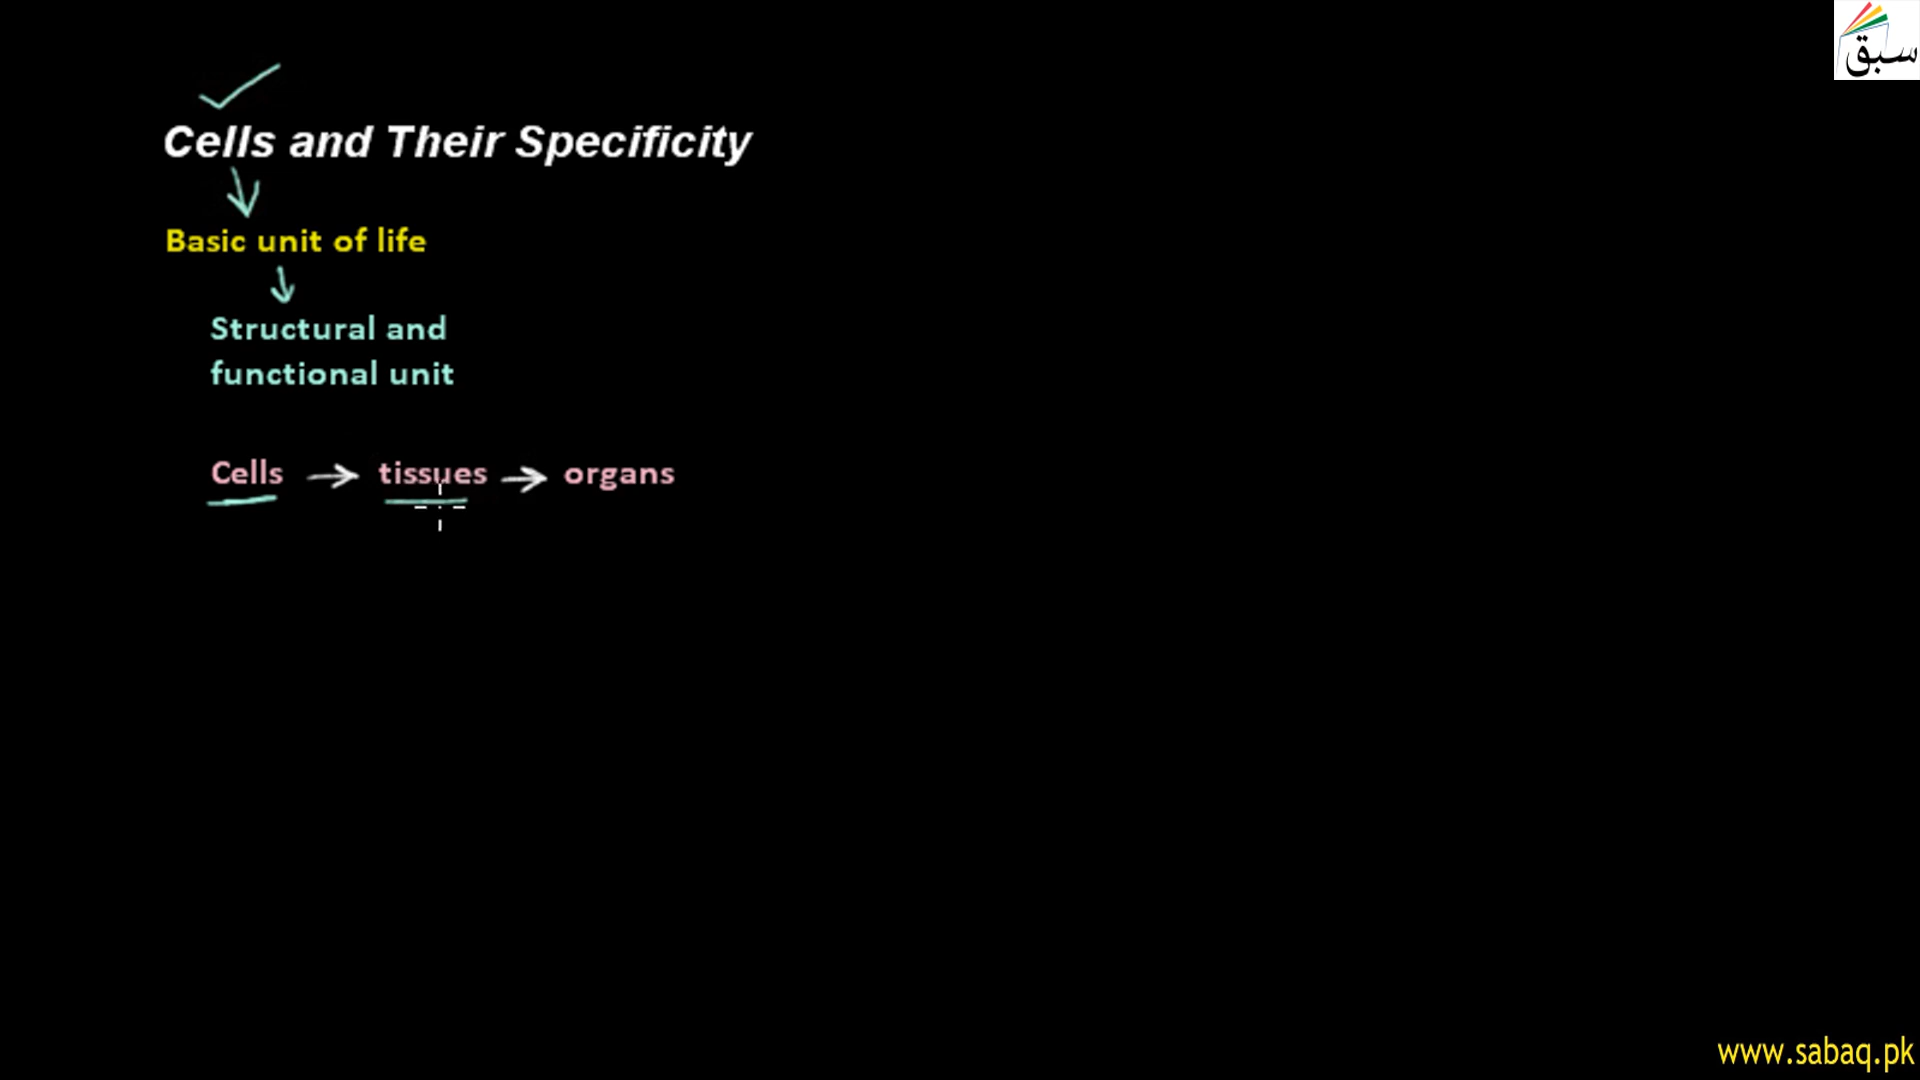 سبق
Cells and Their Specificity
Basic unit of life
Structural and
functional unit
Cells → tissues → organs
www.sabaq.pk